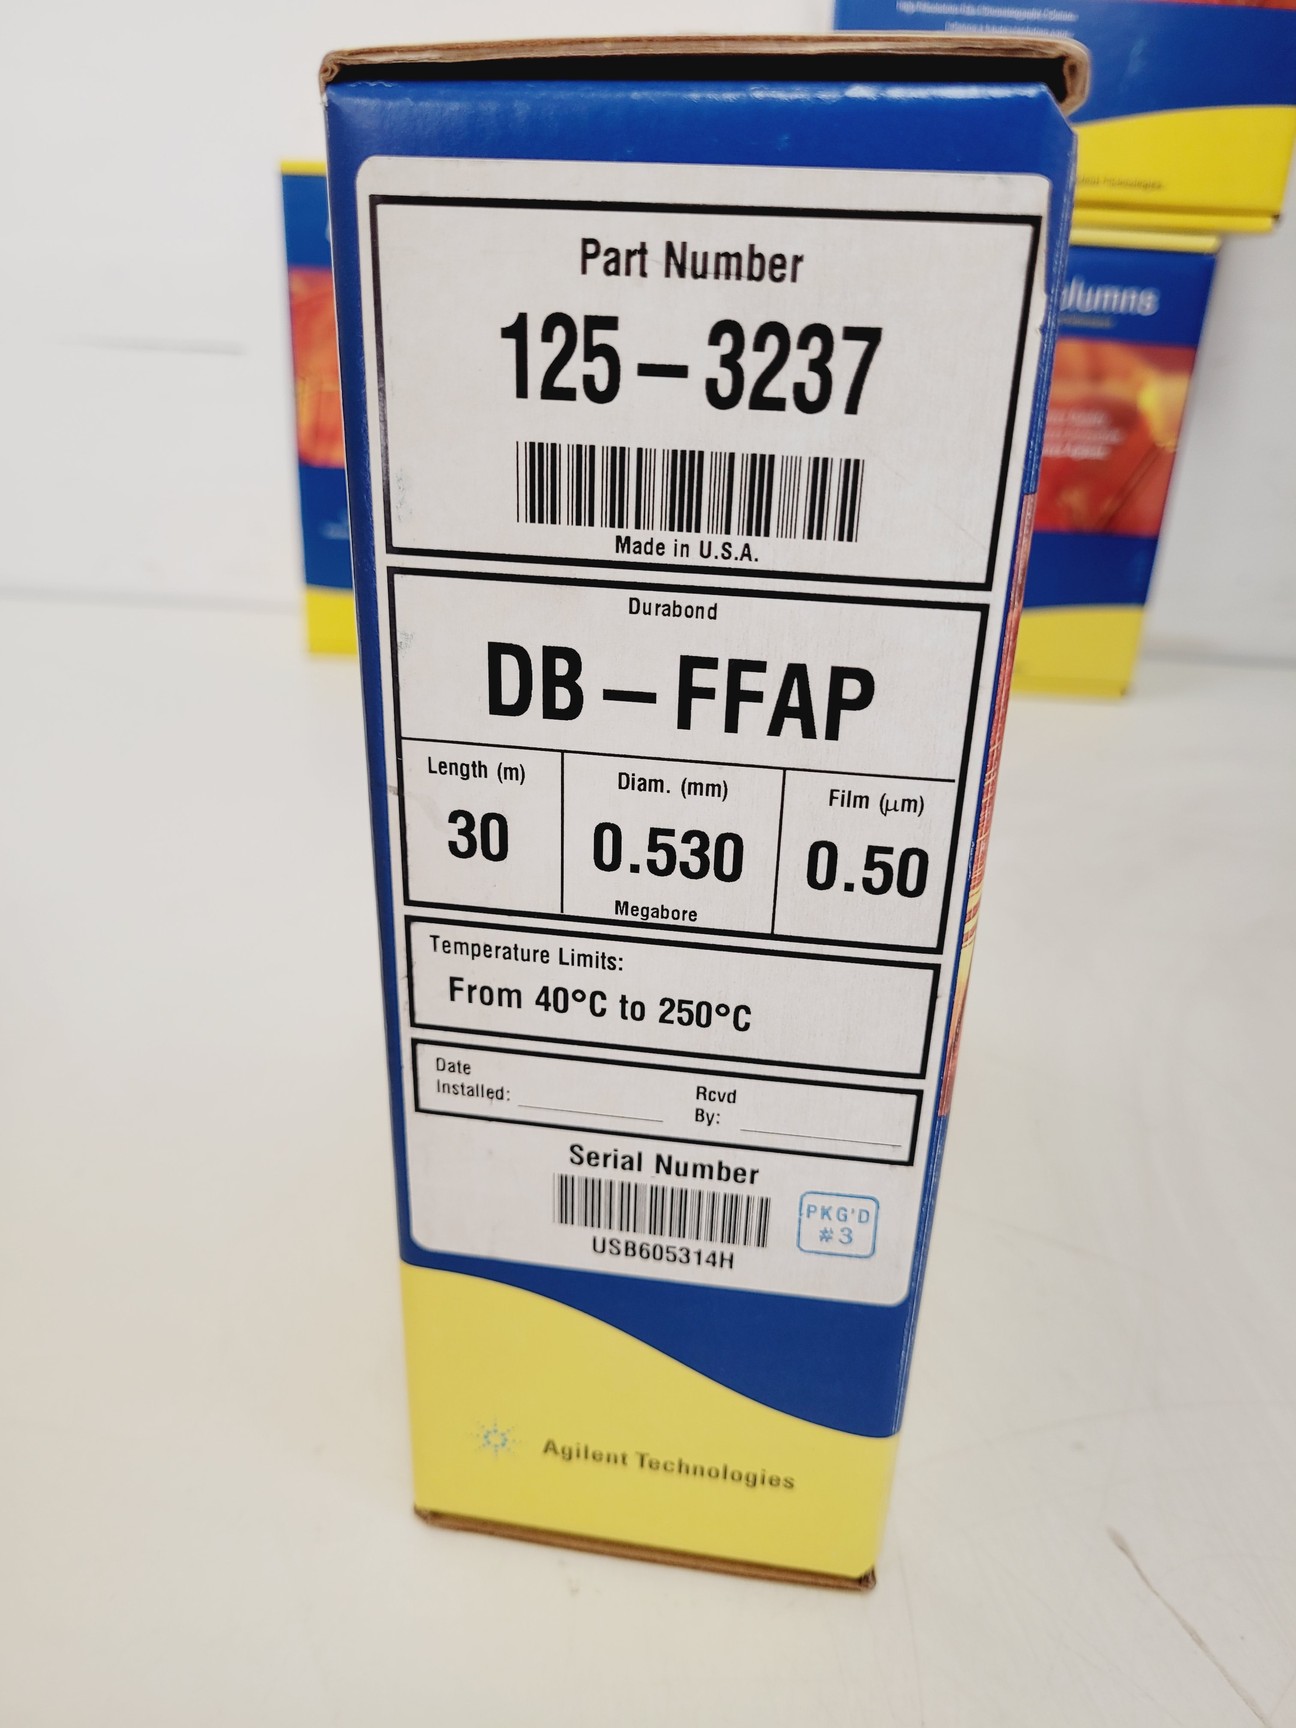 Part Number
125-3237
Made in U.S.A.
Durabond
DB-FFAP
Length (m)
30
Diam. (mm)
0.530
Megabore
Film (μm)
0.50
Temperature Limits:
From 40°C to 250°C
Date
Installed:
Rcvd
By:
Serial Number
USB605314H
PKG'D
#3
Agilent Technologies